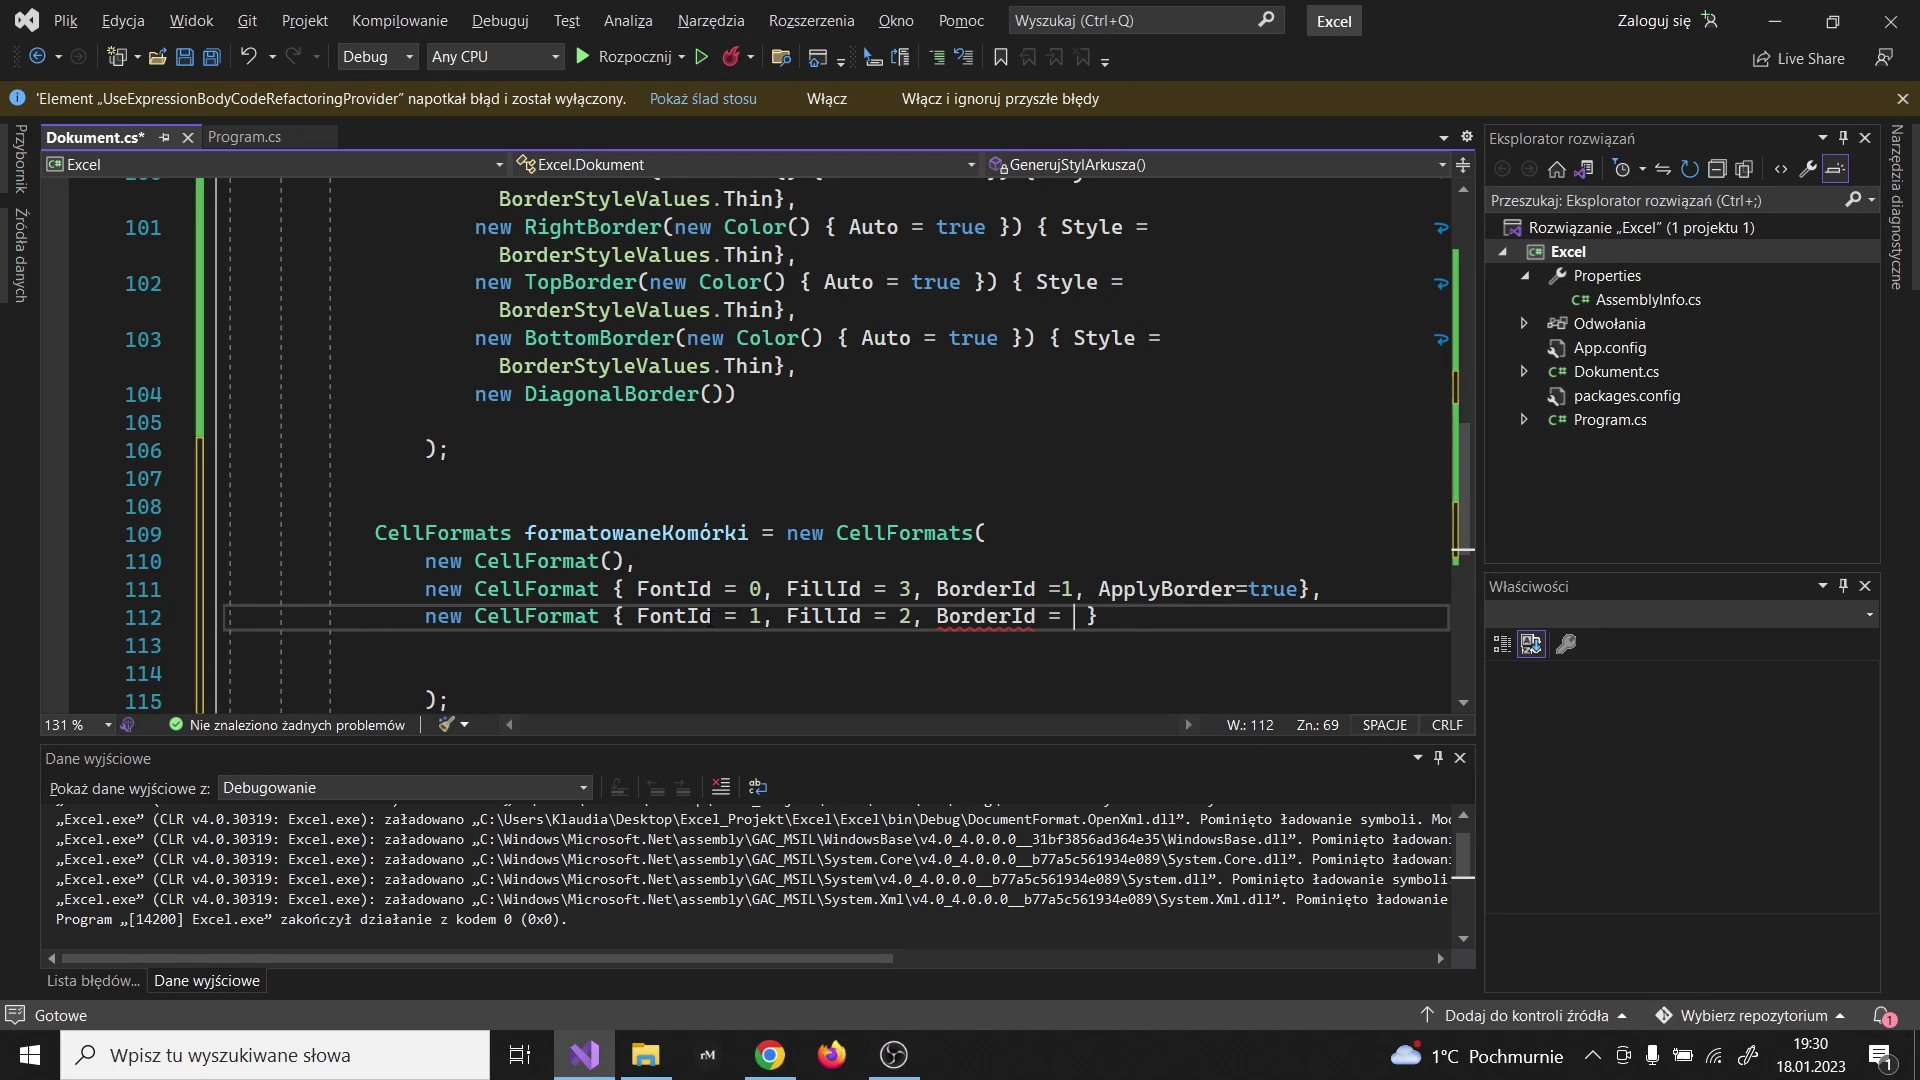 Plik Edycja Widok Git Projekt Kompilowanie Debuguj Test Analiza Narzędzia Rozszerzenia Okno Pomoc Wyszukaj (Ctrl+Q) Excel Zaloguj się
Debug Any CPU Rozpocznij Live Share
'Element „UseExpressionBodyCodeRefactoringProvider” napotkał błąd i został wyłączony. Pokaż ślad stosu Włącz Włącz i ignoruj przyszłe błędy
Przybornik
Źródła danych
Dokument.cs* Program.cs
Excel Excel.Dokument GenerujStylArkusza()
BorderStyleValues.Thin},
101 new RightBorder(new Color() { Auto = true }) { Style =
BorderStyleValues.Thin},
102 new TopBorder(new Color() { Auto = true }) { Style =
BorderStyleValues.Thin},
103 new BottomBorder(new Color() { Auto = true }) { Style =
BorderStyleValues.Thin},
104 new DiagonalBorder())
105
106 );
107
108
109 CellFormats formatowaneKomórki = new CellFormats(
110 new CellFormat(),
111 new CellFormat { FontId = 0, FillId = 3, BorderId =1, ApplyBorder=true},
112 new CellFormat { FontId = 1, FillId = 2, BorderId = }
113
114
115 );
131 % Nie znaleziono żadnych problemów W.: 112 Zn.: 69 SPACJE CRLF
Dane wyjściowe
Pokaż dane wyjściowe z: Debugowanie
„Excel.exe” (CLR v4.0.30319: Excel.exe): załadowano „C:\Users\Klaudia\Desktop\Excel_Projekt\Excel\Excel\bin\Debug\DocumentFormat.OpenXml.dll”. Pominięto ładowanie symboli. Mo
„Excel.exe” (CLR v4.0.30319: Excel.exe): załadowano „C:\Windows\Microsoft.Net\assembly\GAC_MSIL\WindowsBase\v4.0_4.0.0.0__31bf3856ad364e35\WindowsBase.dll”. Pominięto ładowani
„Excel.exe” (CLR v4.0.30319: Excel.exe): załadowano „C:\Windows\Microsoft.Net\assembly\GAC_MSIL\System.Core\v4.0_4.0.0.0__b77a5c561934e089\System.Core.dll”. Pominięto ładowani
„Excel.exe” (CLR v4.0.30319: Excel.exe): załadowano „C:\Windows\Microsoft.Net\assembly\GAC_MSIL\System\v4.0_4.0.0.0__b77a5c561934e089\System.dll”. Pominięto ładowanie symboli.
„Excel.exe” (CLR v4.0.30319: Excel.exe): załadowano „C:\Windows\Microsoft.Net\assembly\GAC_MSIL\System.Xml\v4.0_4.0.0.0__b77a5c561934e089\System.Xml.dll”. Pominięto ładowanie
Program „[14200] Excel.exe” zakończył działanie z kodem 0 (0x0).
Lista błędów... Dane wyjściowe
Eksplorator rozwiązań
Przeszukaj: Eksplorator rozwiązań (Ctrl+;)
Rozwiązanie „Excel” (1 projektu 1)
Excel
Properties
AssemblyInfo.cs
Odwołania
App.config
Dokument.cs
packages.config
Program.cs
Właściwości
Narzędzia diagnostyczne
Gotowe Dodaj do kontroli źródła Wybierz repozytorium 1
Wpisz tu wyszukiwane słowa rM 1°C Pochmurnie 19:30
18.01.2023 1